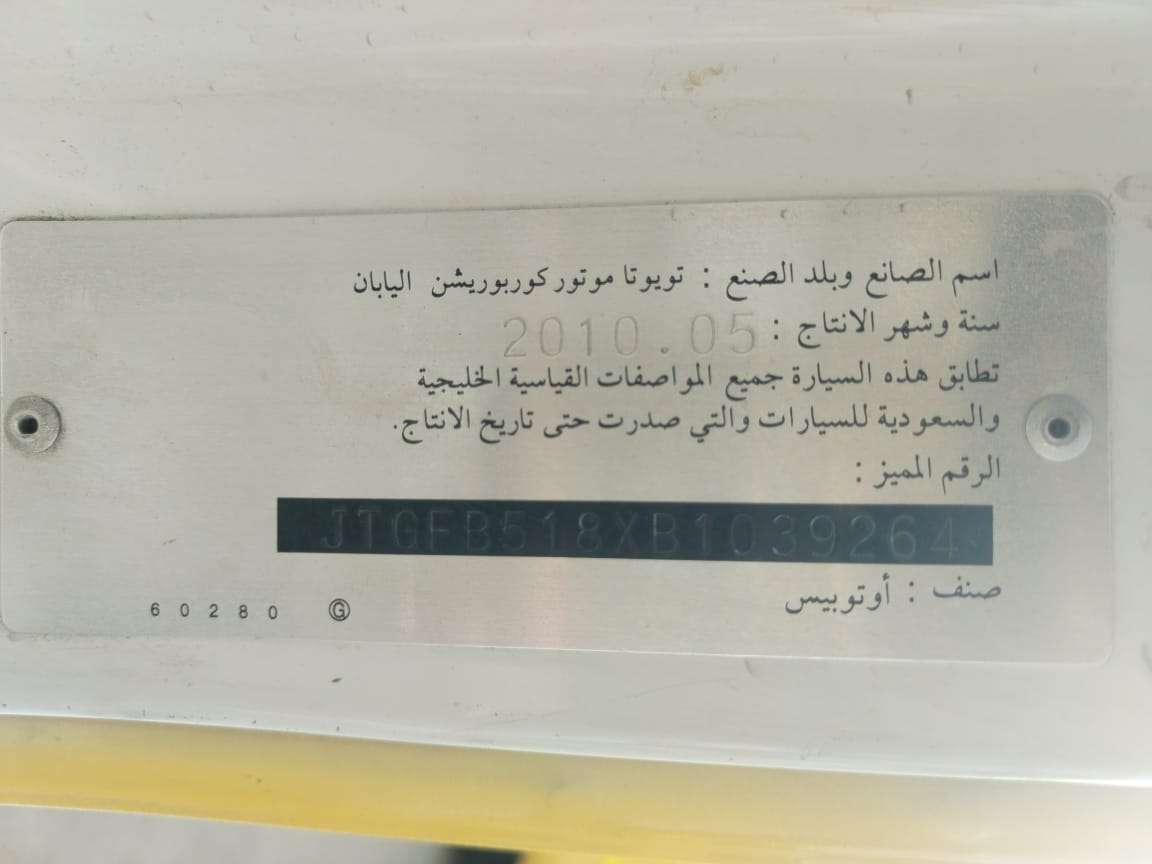 اسم الصانع وبلد الصنع : تويوتا موتور كوربوريشن اليابان
سنة وشهر الانتاج : 2010.05
تطابق هذه السيارة جميع المواصفات القياسية الخليجية
والسعودية للسيارات والتي صدرت حتى تاريخ الانتاج.
الرقم المميز :
JTGFB518XB1039264
صنف : أوتوبيس
60280 Ⓖ